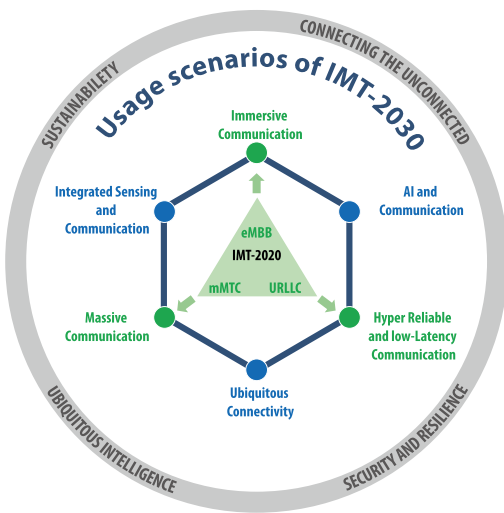 CONNECTING THE UNCONNECTED
SUSTAINABILETY
Usage scenarios of IMT-2030
Immersive
Communication
Integrated Sensing
and
Communication
AI and
Communication
eMBB
IMT-2020
mMTC
URLLC
Massive
Communication
Hyper Reliable
and low-Latency
Communication
Ubiquitous
Connectivity
UBIQUITOUS INTELLIGENCE
SECURITY AND RESILIENCE